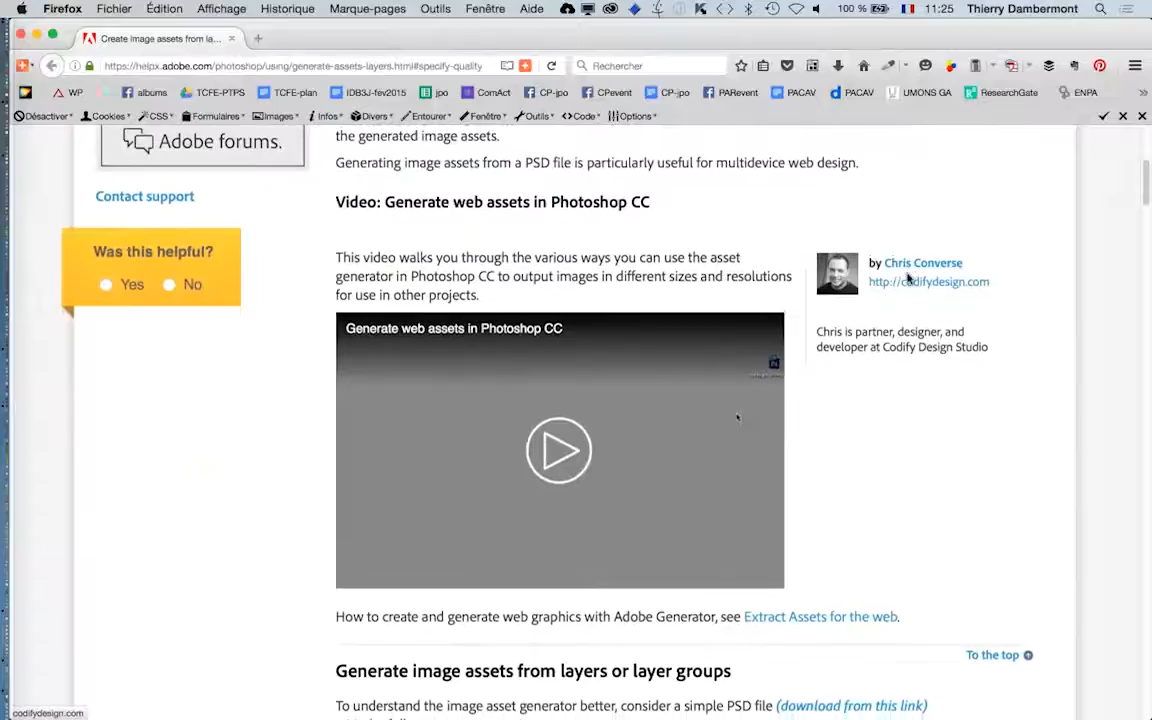 Firefox Fichier Édition Affichage Historique Marque-pages Outils Fenêtre Aide 100 % 11:25 Thierry Dambermont
Create image assets from la...
https://helpx.adobe.com/photoshop/using/generate-assets-layers.html#specify-quality Rechercher
WP albums TCFE-PTPS TCFE-plan IDB3J-fev2015 jpo ComAct CP-jpo CPevent CP-jpo PARevent PACAV PACAV UMONS GA ResearchGate ENPA
Désactiver Cookies CSS Formulaires Images Infos Divers Entourer Fenêtre Outils Code Options
the generated image assets.
Adobe forums.
Generating image assets from a PSD file is particularly useful for multidevice web design.
Contact support
Video: Generate web assets in Photoshop CC
Was this helpful?
Yes No
This video walks you through the various ways you can use the asset
generator in Photoshop CC to output images in different sizes and resolutions
for use in other projects.
by Chris Converse
http://codifydesign.com
Chris is partner, designer, and
developer at Codify Design Studio
Generate web assets in Photoshop CC
How to create and generate web graphics with Adobe Generator, see Extract Assets for the web.
To the top
Generate image assets from layers or layer groups
To understand the image asset generator better, consider a simple PSD file (download from this link)
codifydesign.com